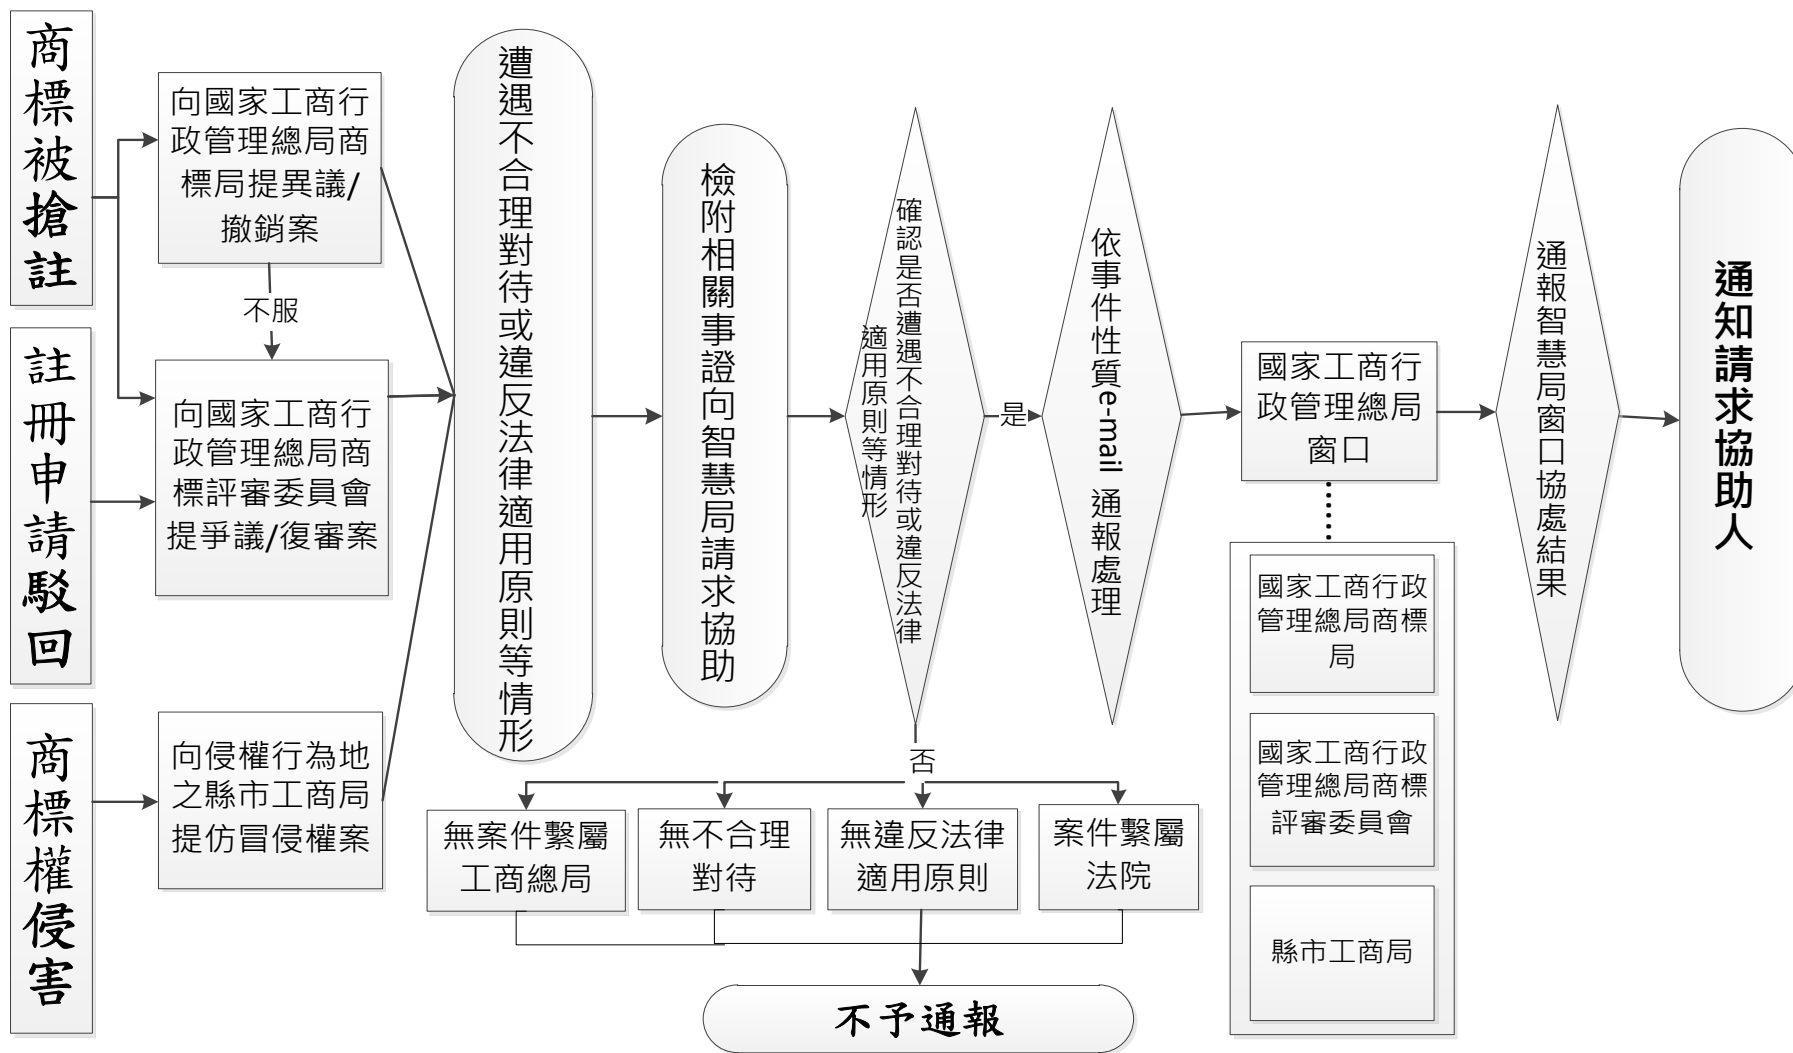 商標被搶註
向國家工商行
政管理總局商
標局提異議/
撤銷案
不服
註冊申請駁回
向國家工商行
政管理總局商
標評審委員會
提爭議/復審案
商標權侵害
向侵權行為地
之縣市工商局
提仿冒侵權案
遭遇不合理對待或違反法律適用原則等情形
檢附相關事證向智慧局請求協助
確認是否遭遇不合理對待或違反法律
適用原則等情形
是
依事件性質e-mail 通報處理
國家工商行
政管理總局
窗口
國家工商行政
管理總局商標
局
國家工商行政
管理總局商標
評審委員會
縣市工商局
通報智慧局窗口協處結果
通知請求協助人
否
無案件繫屬
工商總局
無不合理
對待
無違反法律
適用原則
案件繫屬
法院
不予通報